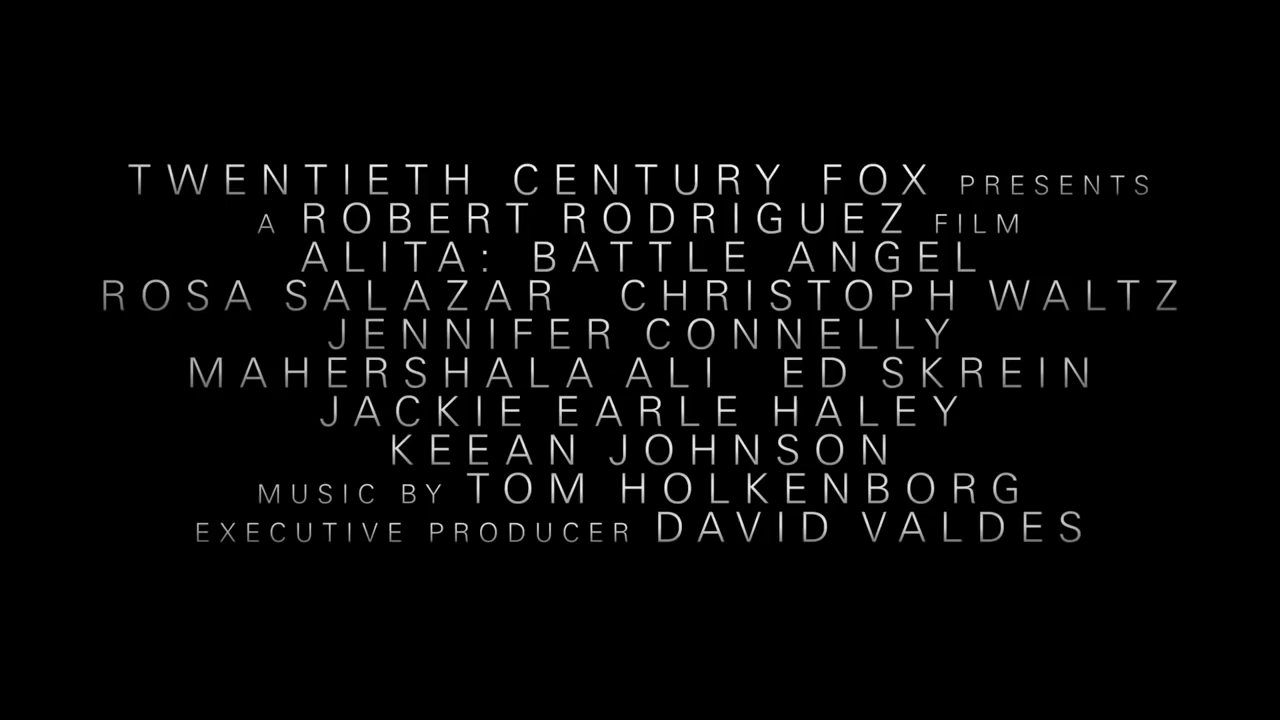 TWENTIETH CENTURY FOX PRESENTS
A ROBERT RODRIGUEZ FILM
ALITA: BATTLE ANGEL
ROSA SALAZAR CHRISTOPH WALTZ
JENNIFER CONNELLY
MAHERSHALA ALI ED SKREIN
JACKIE EARLE HALEY
KEEAN JOHNSON
MUSIC BY TOM HOLKENBORG
EXECUTIVE PRODUCER DAVID VALDES